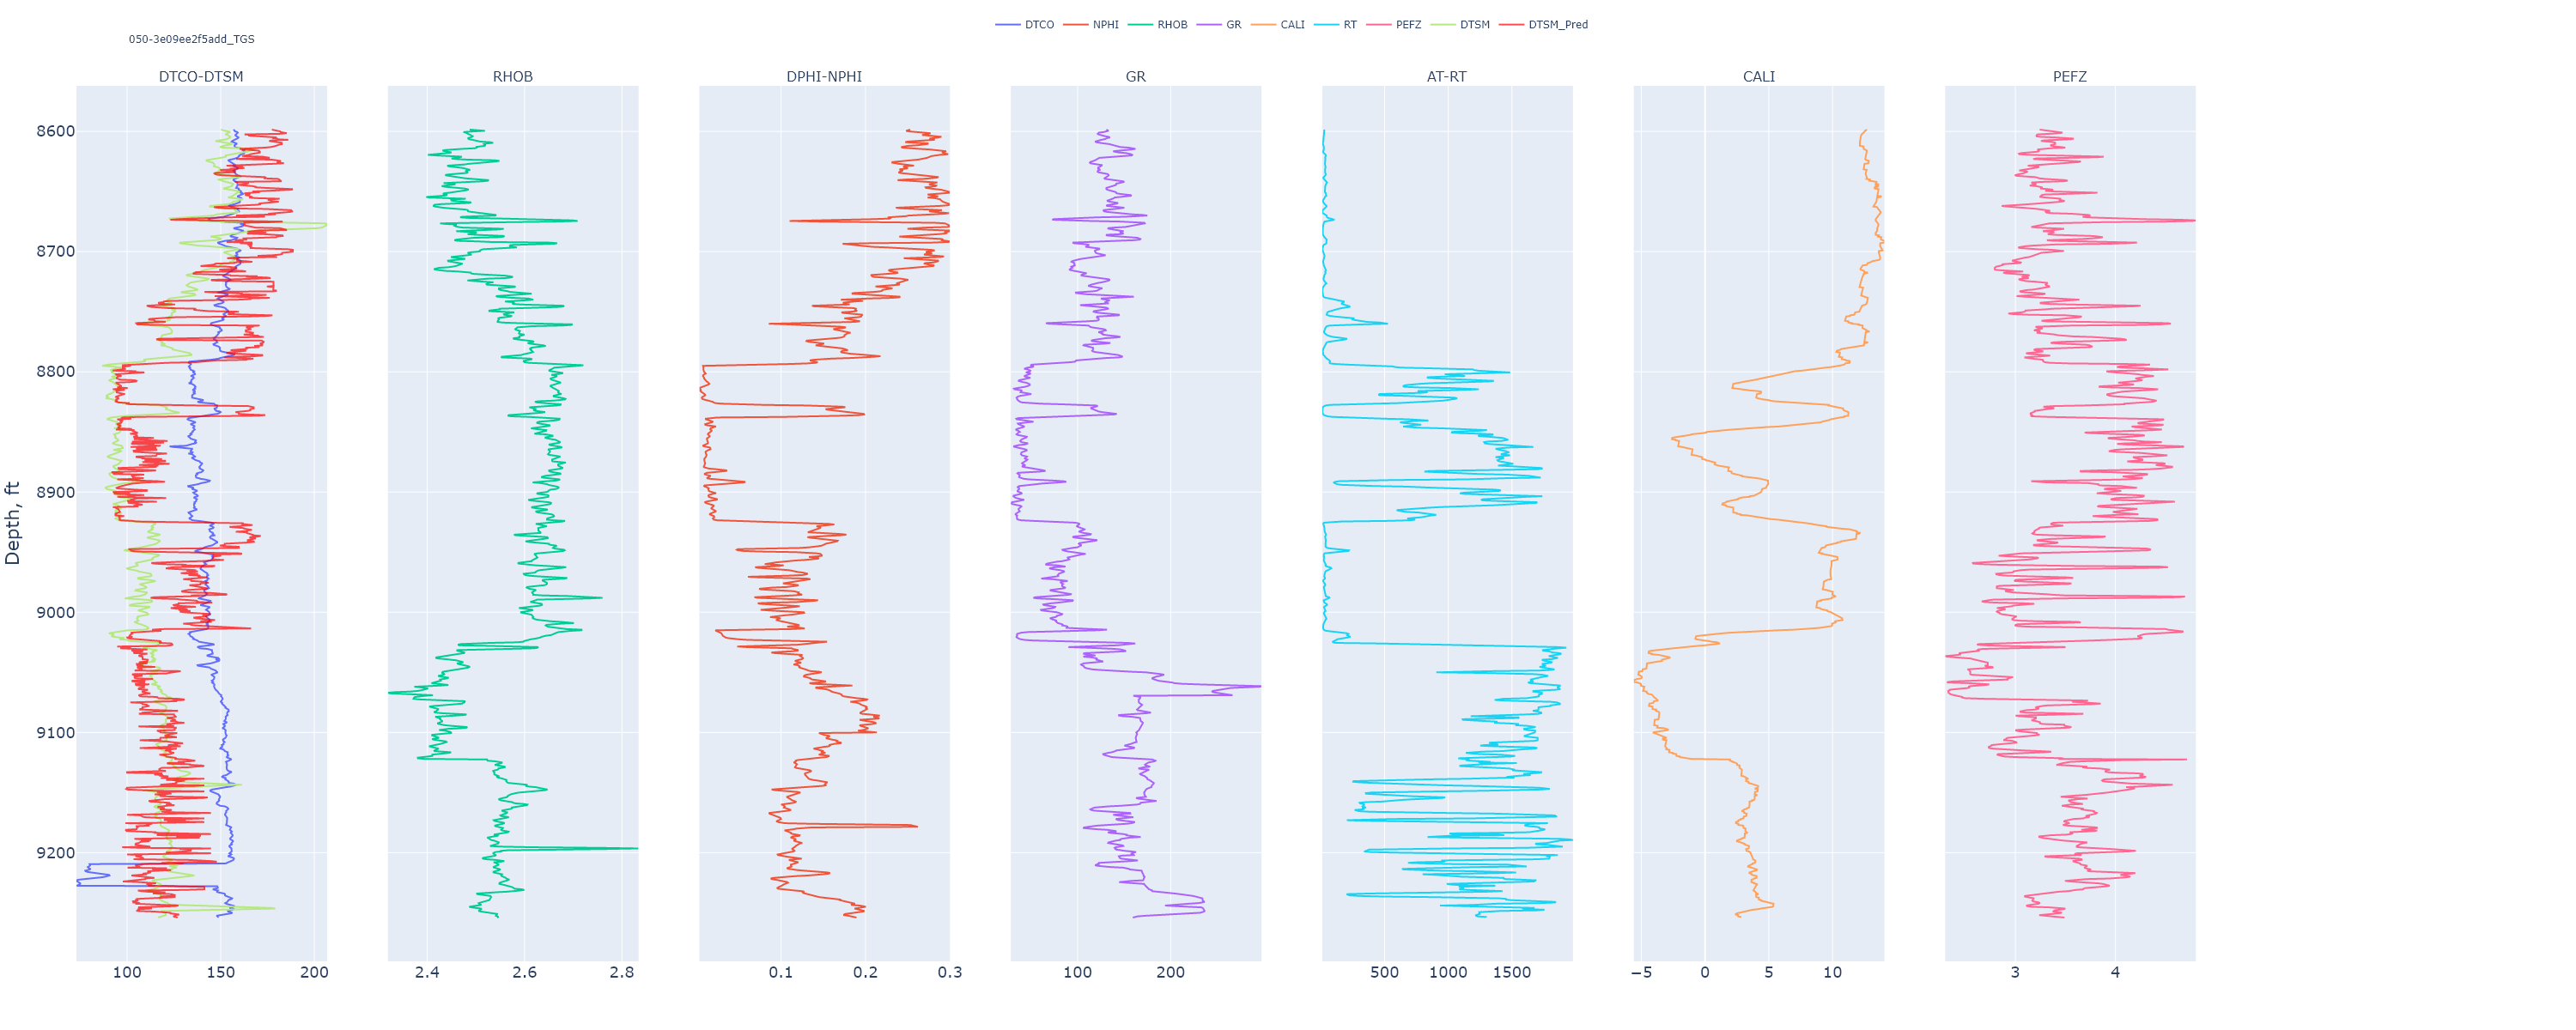 DTCO NPHI RHOB GR CALI RT PEFZ DTSM DTSM_Pred
050-3e09ee2f5add_TGS
DTCO-DTSM RHOB DPHI-NPHI GR AT-RT CALI PEFZ
8600
8700
8800
8900
9000
9100
9200
Depth, ft
100 150 200 2.4 2.6 2.8 0.1 0.2 0.3 100 200 500 1000 1500 −5 0 5 10 3 4